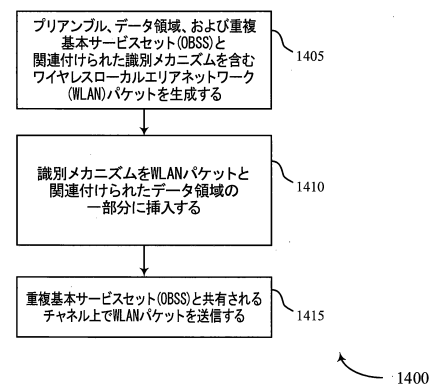 プリアンブル、データ領域、および重複
基本サービスセット(OBSS)と
関連付けられた識別メカニズムを含む
ワイヤレスローカルエリアネットワーク
(WLAN)パケットを生成する
1405
識別メカニズムをWLANパケットと
関連付けられたデータ領域の
一部分に挿入する
1410
重複基本サービスセット(OBSS)と共有される
チャネル上でWLANパケットを送信する
1415
1400